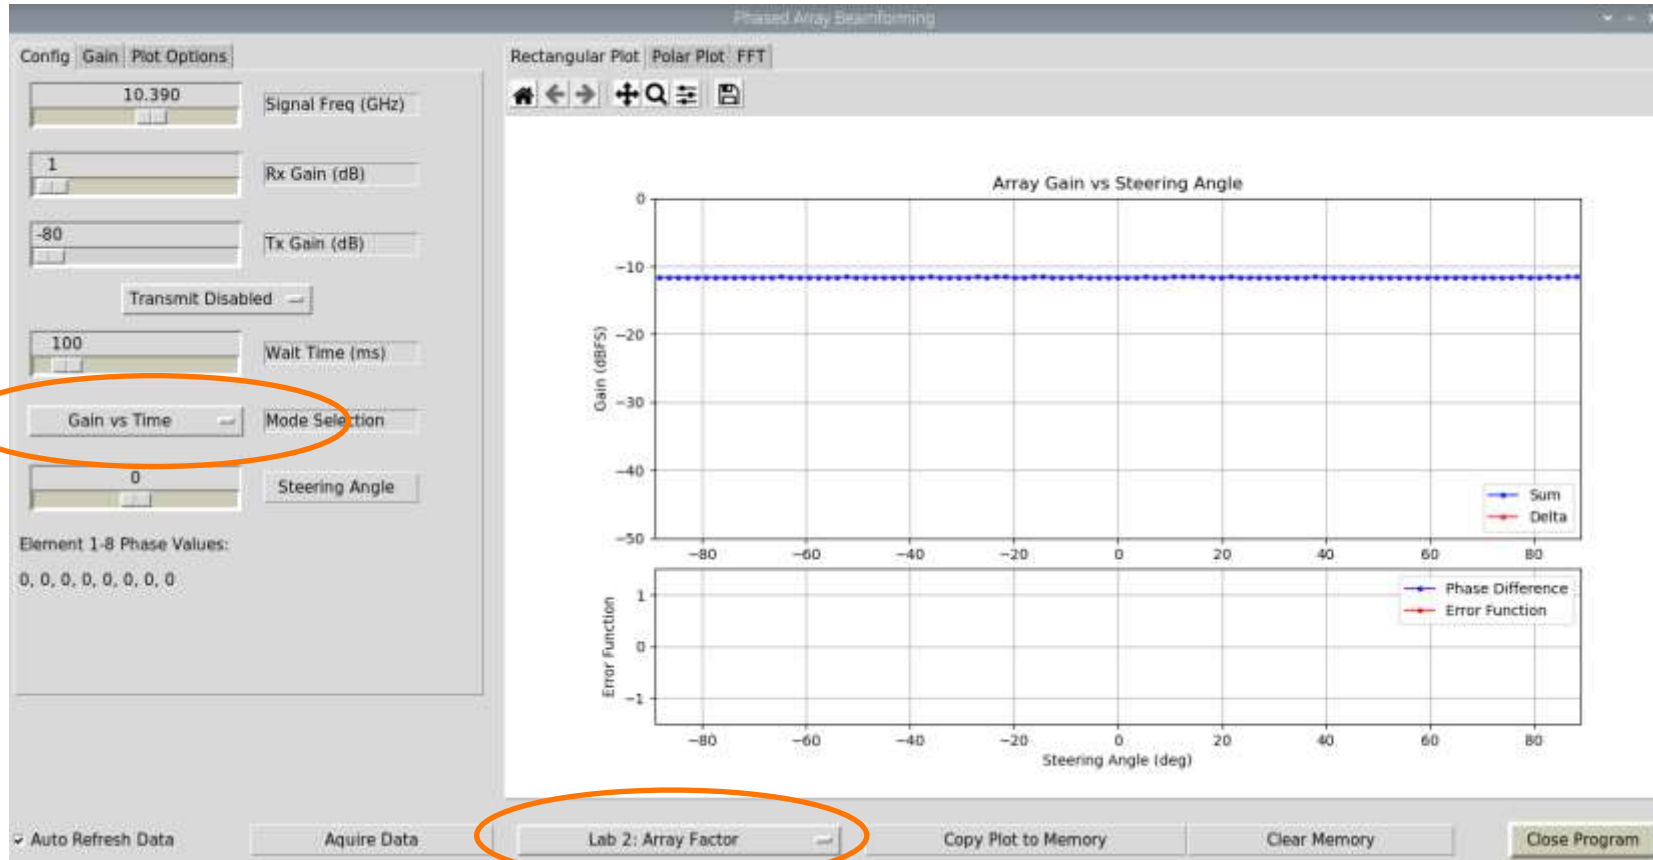 Phased Array Beamforming
Config Gain Plot Options
10.390
Signal Freq (GHz)
1
Rx Gain (dB)
-80
Tx Gain (dB)
Transmit Disabled
100
Wait Time (ms)
Gain vs Time
Mode Selection
0
Steering Angle
Element 1-8 Phase Values:
0, 0, 0, 0, 0, 0, 0, 0
Rectangular Plot Polar Plot FFT
Array Gain vs Steering Angle
0
−10
−20
−30
−40
−50
Gain (dBFS)
Sum
Delta
−80 −60 −40 −20 0 20 40 60 80
1
0
−1
Error Function
Phase Difference
Error Function
−80 −60 −40 −20 0 20 40 60 80
Steering Angle (deg)
Auto Refresh Data
Aquire Data
Lab 2: Array Factor
Copy Plot to Memory
Clear Memory
Close Program